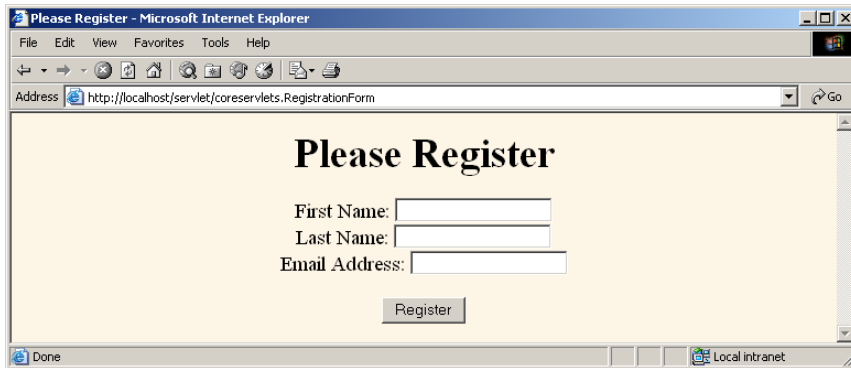 Please Register - Microsoft Internet Explorer
File Edit View Favorites Tools Help
Address http://localhost/servlet/coreservlets.RegistrationForm Go
Please Register
First Name:
Last Name:
Email Address:
Register
Done Local intranet